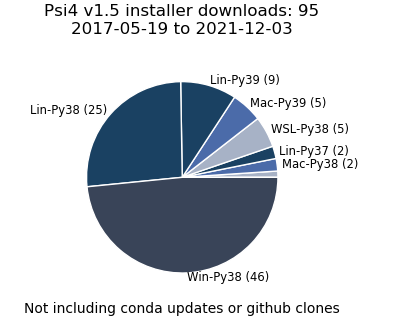 Psi4 v1.5 installer downloads: 95
2017-05-19 to 2021-12-03
Lin-Py39 (9)
Mac-Py39 (5)
Lin-Py38 (25)
WSL-Py38 (5)
Lin-Py37 (2)
Mac-Py38 (2)
Win-Py38 (46)
Not including conda updates or github clones